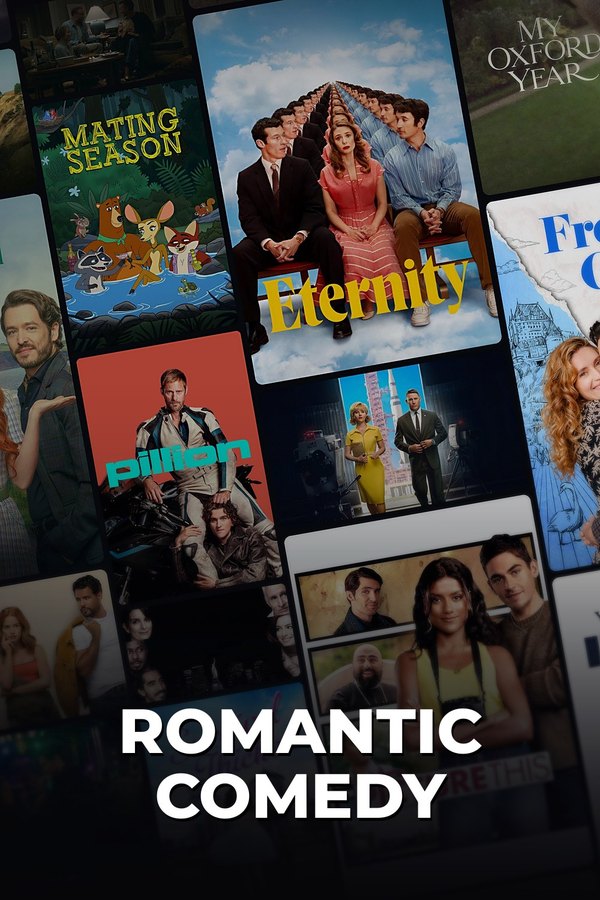 MY
OXFORD
YEAR
MATING
SEASON
Eternity
pillion
ROMANTIC
COMEDY